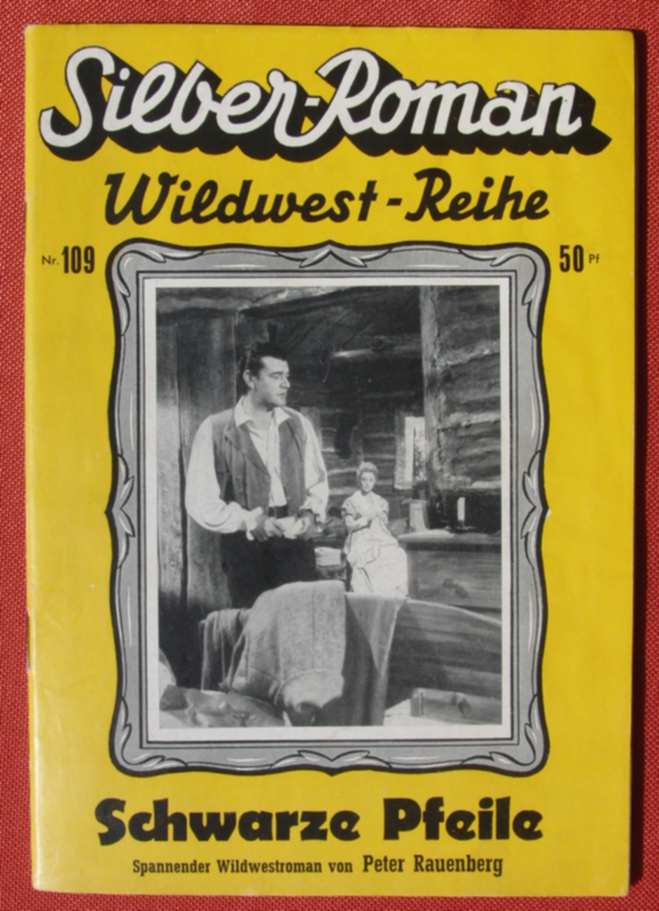 Silber-Roman
Wildwest-Reihe
Nr. 109
50 Pf
Schwarze Pfeile
Spannender Wildwestroman von Peter Rauenberg